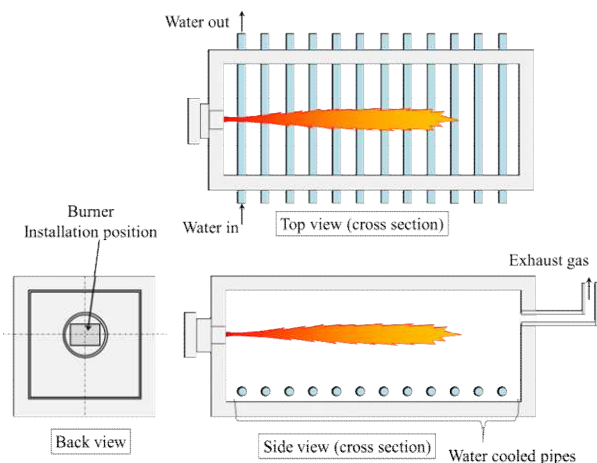 Water out
Water in
Top view (cross section)
Burner
Installation position
Exhaust gas
Back view
Side view (cross section)
Water cooled pipes